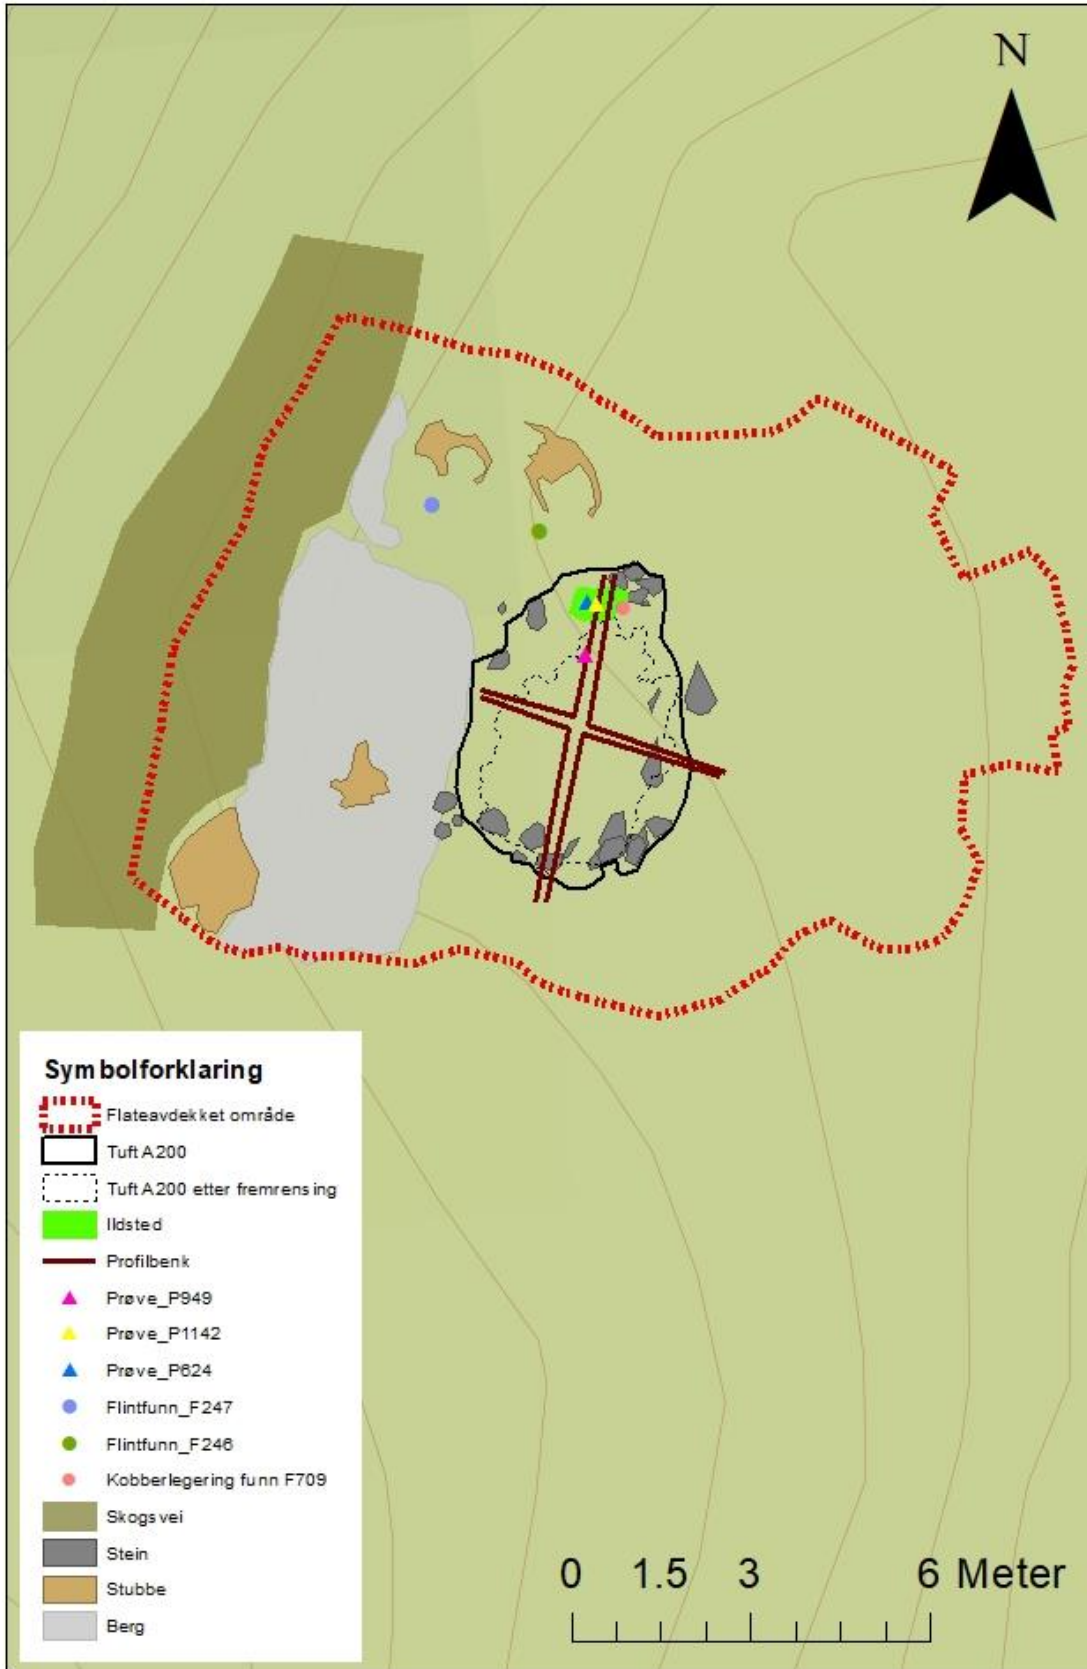 N
Symbolforklaring
Flateavdekket område
Tuft A200
Tuft A200 etter fremrensing
Ildsted
Profilbenk
Prøve_P949
Prøve_P1142
Prøve_P624
Flintfunn_F247
Flintfunn_F246
Kobberlegering funn F709
Skogsvei
Stein
Stubbe
Berg
0 1.5 3 6 Meter